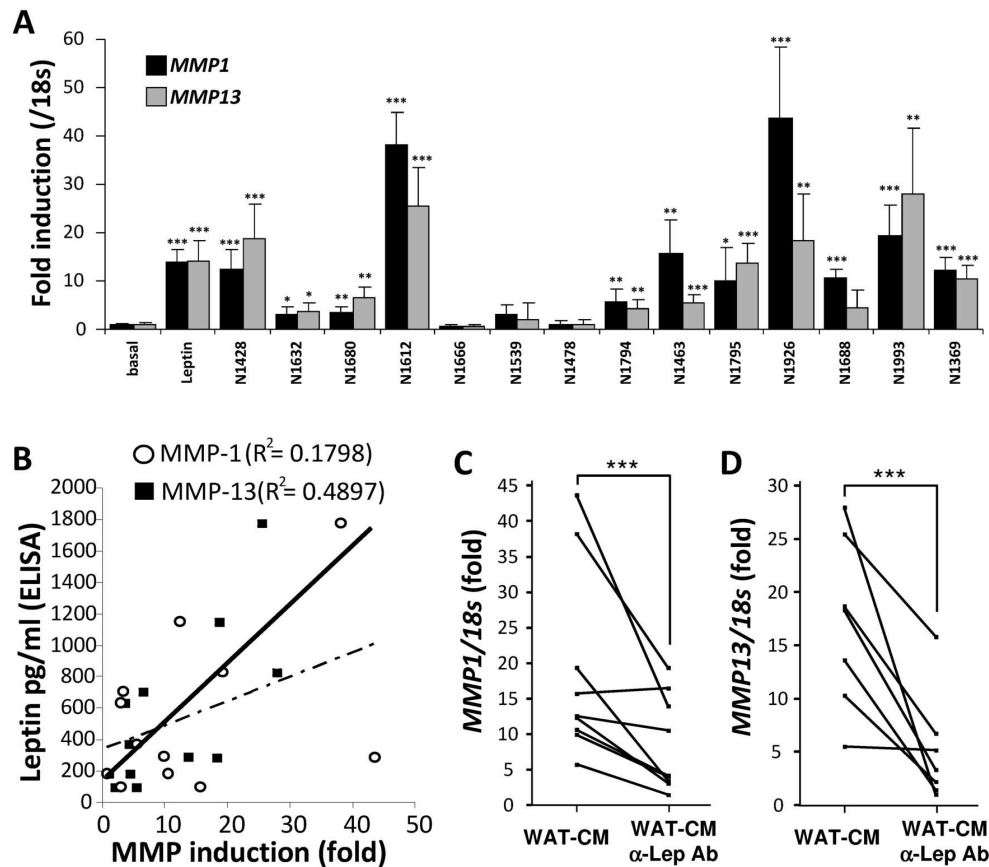 A
Fold induction (/18s)
60
50
40
30
20
10
0
MMP1
MMP13
*** *** *** *** * * ** ** *** *** ** ** ** *** * *** *** ** *** *** ** *** ***
basal
Leptin
N1428
N1632
N1680
N1612
N1666
N1539
N1478
N1794
N1463
N1795
N1926
N1688
N1993
N1369
B
MMP-1 (R²= 0.1798)
MMP-13 (R²= 0.4897)
Leptin pg/ml (ELISA)
2000
1800
1600
1400
1200
1000
800
600
400
200
0
0 10 20 30 40 50
MMP induction (fold)
C
***
MMP1/18s (fold)
45
40
35
30
25
20
15
10
5
0
WAT-CM
WAT-CM
α-Lep Ab
D
***
MMP13/18s (fold)
30
25
20
15
10
5
0
WAT-CM
WAT-CM
α-Lep Ab